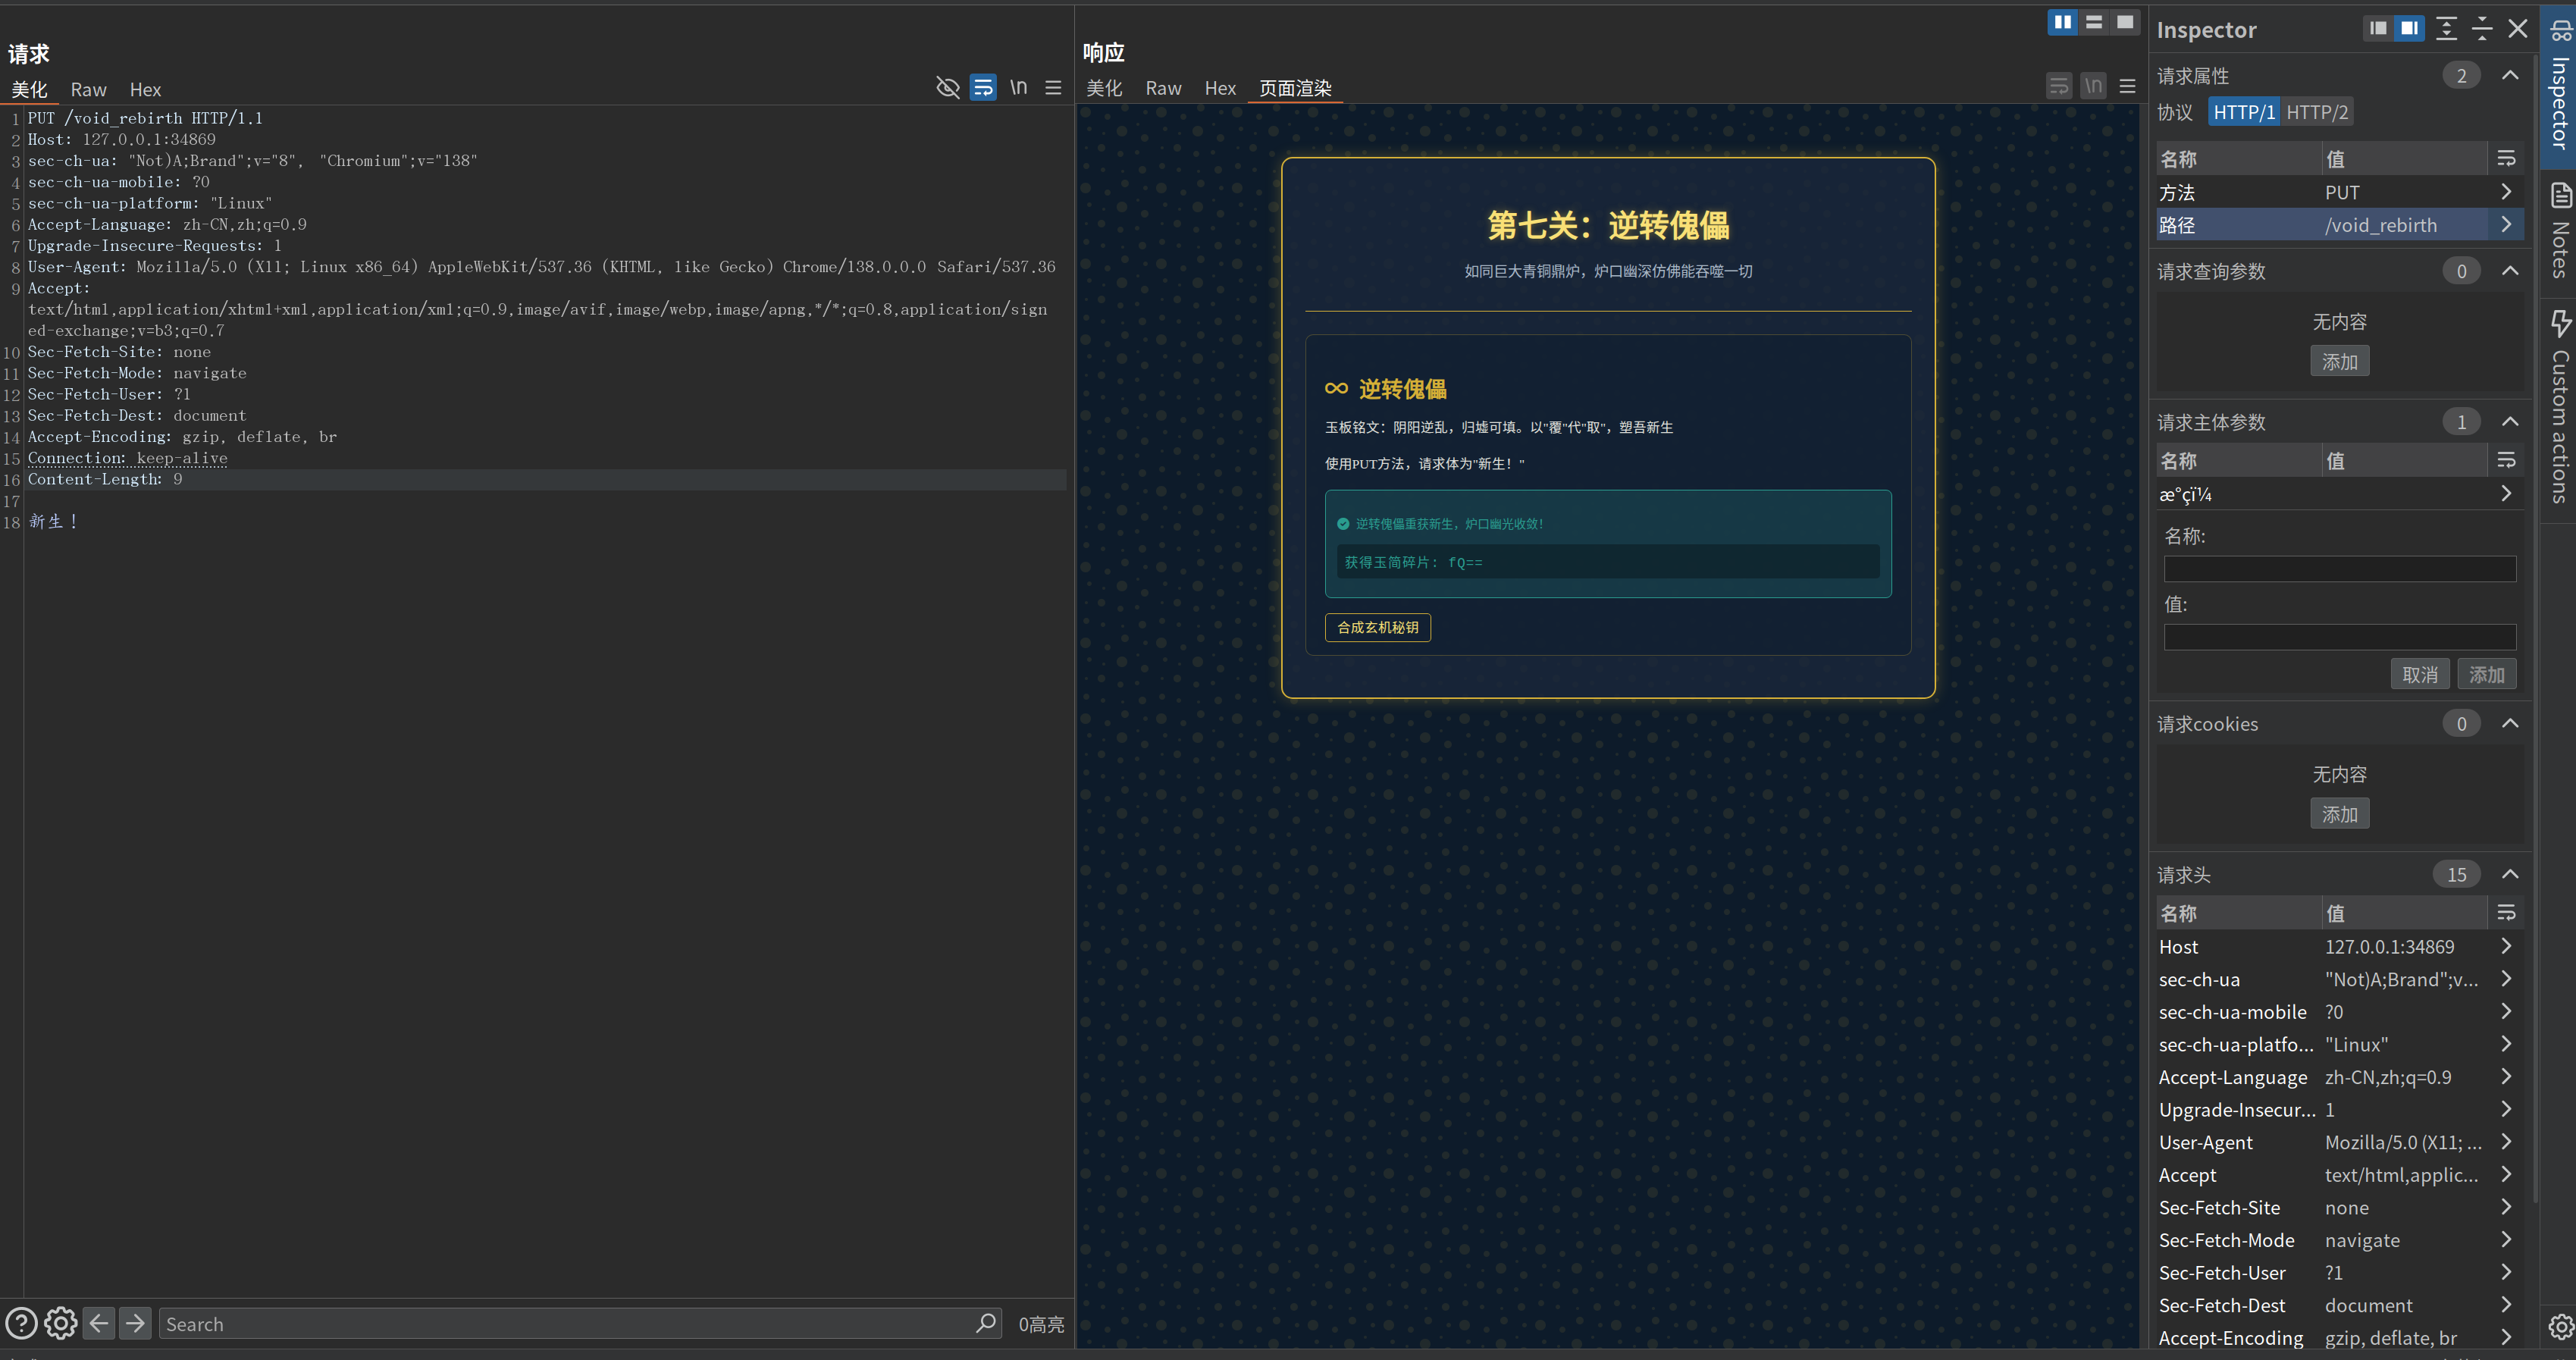 请求
美化 Raw Hex
\n
1 PUT /void_rebirth HTTP/1.1
2 Host: 127.0.0.1:34869
3 sec-ch-ua: "Not)A;Brand";v="8", "Chromium";v="138"
4 sec-ch-ua-mobile: ?0
5 sec-ch-ua-platform: "Linux"
6 Accept-Language: zh-CN,zh;q=0.9
7 Upgrade-Insecure-Requests: 1
8 User-Agent: Mozilla/5.0 (X11; Linux x86_64) AppleWebKit/537.36 (KHTML, like Gecko) Chrome/138.0.0.0 Safari/537.36
9 Accept:
text/html,application/xhtml+xml,application/xml;q=0.9,image/avif,image/webp,image/apng,*/*;q=0.8,application/sign
ed-exchange;v=b3;q=0.7
10 Sec-Fetch-Site: none
11 Sec-Fetch-Mode: navigate
12 Sec-Fetch-User: ?1
13 Sec-Fetch-Dest: document
14 Accept-Encoding: gzip, deflate, br
15 Connection: keep-alive
16 Content-Length: 9
17
18 新生！
Search
0高亮
响应
美化 Raw Hex 页面渲染
\n
第七关：逆转傀儡
如同巨大青铜鼎炉，炉口幽深仿佛能吞噬一切
∞ 逆转傀儡
玉板铭文：阴阳逆乱，归墟可填。以"覆"代"取"，塑吾新生
使用PUT方法，请求体为"新生！"
逆转傀儡重获新生，炉口幽光收敛！
获得玉简碎片: fQ==
合成玄机秘钥
Inspector
请求属性 2
协议 HTTP/1 HTTP/2
名称 值
方法 PUT
路径 /void_rebirth
请求查询参数 0
无内容
添加
请求主体参数 1
名称 值
æ°çï¼
名称:
值:
取消 添加
请求cookies 0
无内容
添加
请求头 15
名称 值
Host 127.0.0.1:34869
sec-ch-ua "Not)A;Brand";v...
sec-ch-ua-mobile ?0
sec-ch-ua-platfo... "Linux"
Accept-Language zh-CN,zh;q=0.9
Upgrade-Insecur... 1
User-Agent Mozilla/5.0 (X11; ...
Accept text/html,applic...
Sec-Fetch-Site none
Sec-Fetch-Mode navigate
Sec-Fetch-User ?1
Sec-Fetch-Dest document
Accept-Encoding gzip, deflate, br
Inspector
Notes
Custom actions